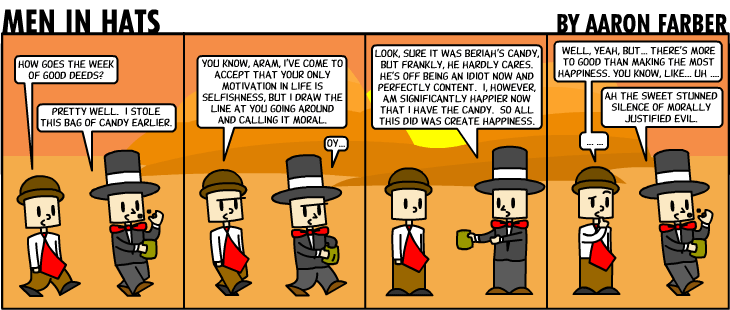 MEN IN HATS
BY AARON FARBER
HOW GOES THE WEEK
OF GOOD DEEDS?
PRETTY WELL. I STOLE
THIS BAG OF CANDY EARLIER.
YOU KNOW, ARAM, I'VE COME TO
ACCEPT THAT YOUR ONLY
MOTIVATION IN LIFE IS
SELFISHNESS, BUT I DRAW THE
LINE AT YOU GOING AROUND
AND CALLING IT MORAL.
OY...
LOOK, SURE IT WAS BERIAH'S CANDY,
BUT FRANKLY, HE HARDLY CARES.
HE'S OFF BEING AN IDIOT NOW AND
PERFECTLY CONTENT. I, HOWEVER,
AM SIGNIFICANTLY HAPPIER NOW
THAT I HAVE THE CANDY. SO ALL
THIS DID WAS CREATE HAPPINESS.
WELL, YEAH, BUT... THERE'S MORE
TO GOOD THAN MAKING THE MOST
HAPPINESS. YOU KNOW, LIKE... UH ....
... ...
AH THE SWEET STUNNED
SILENCE OF MORALLY
JUSTIFIED EVIL.